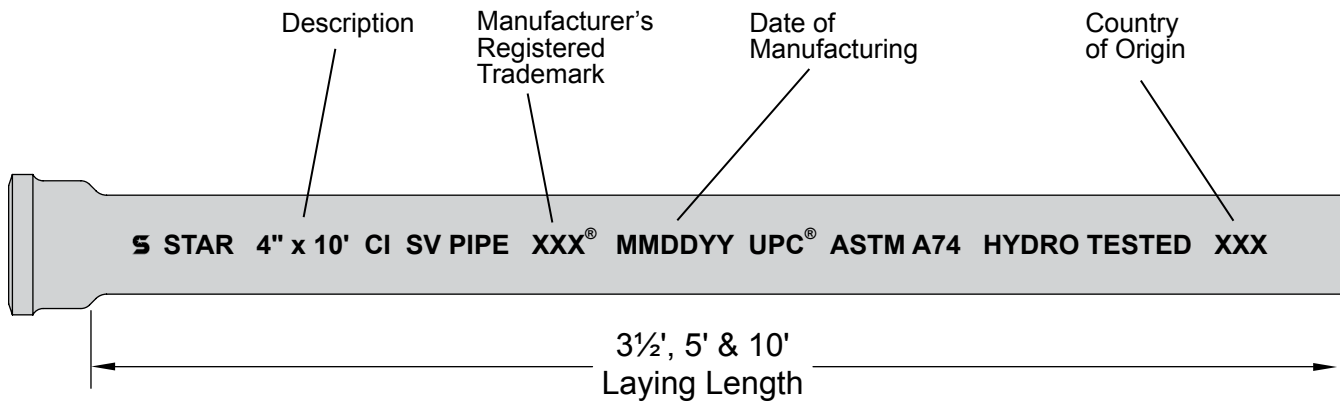 Description
Manufacturer's
Registered
Trademark
Date of
Manufacturing
Country
of Origin
S STAR 4" x 10' CI SV PIPE XXX® MMDDYY UPC® ASTM A74 HYDRO TESTED XXX
3½', 5' & 10'
Laying Length